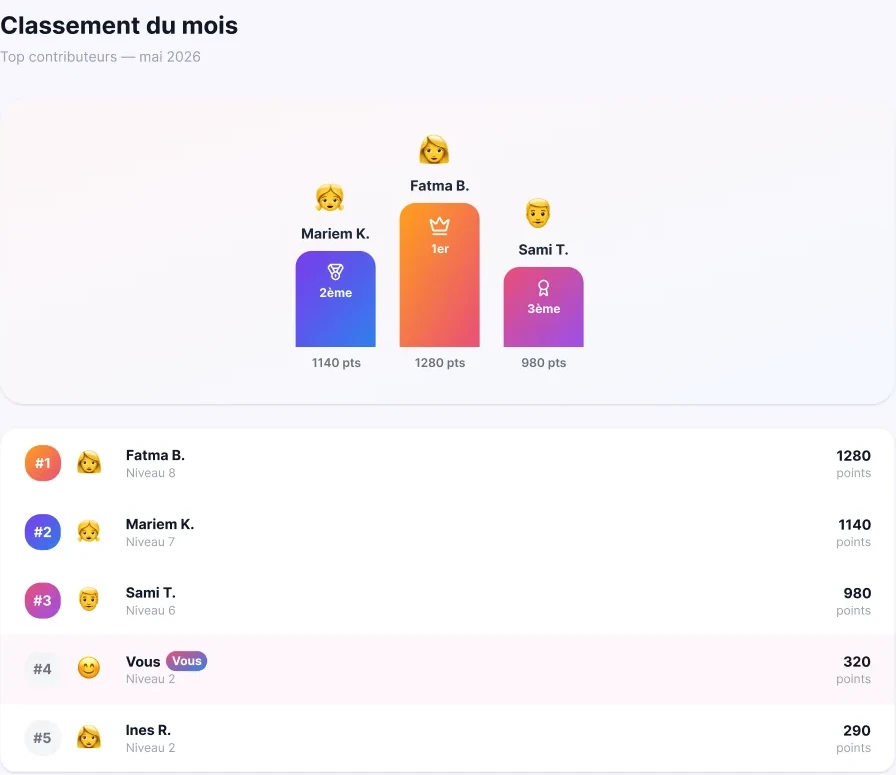 Classement du mois
Top contributeurs — mai 2026
Fatma B.
Mariem K.
Sami T.
1er
2ème
3ème
1140 pts
1280 pts
980 pts
#1
Fatma B.
Niveau 8
1280
points
#2
Mariem K.
Niveau 7
1140
points
#3
Sami T.
Niveau 6
980
points
#4
Vous Vous
Niveau 2
320
points
#5
Ines R.
Niveau 2
290
points